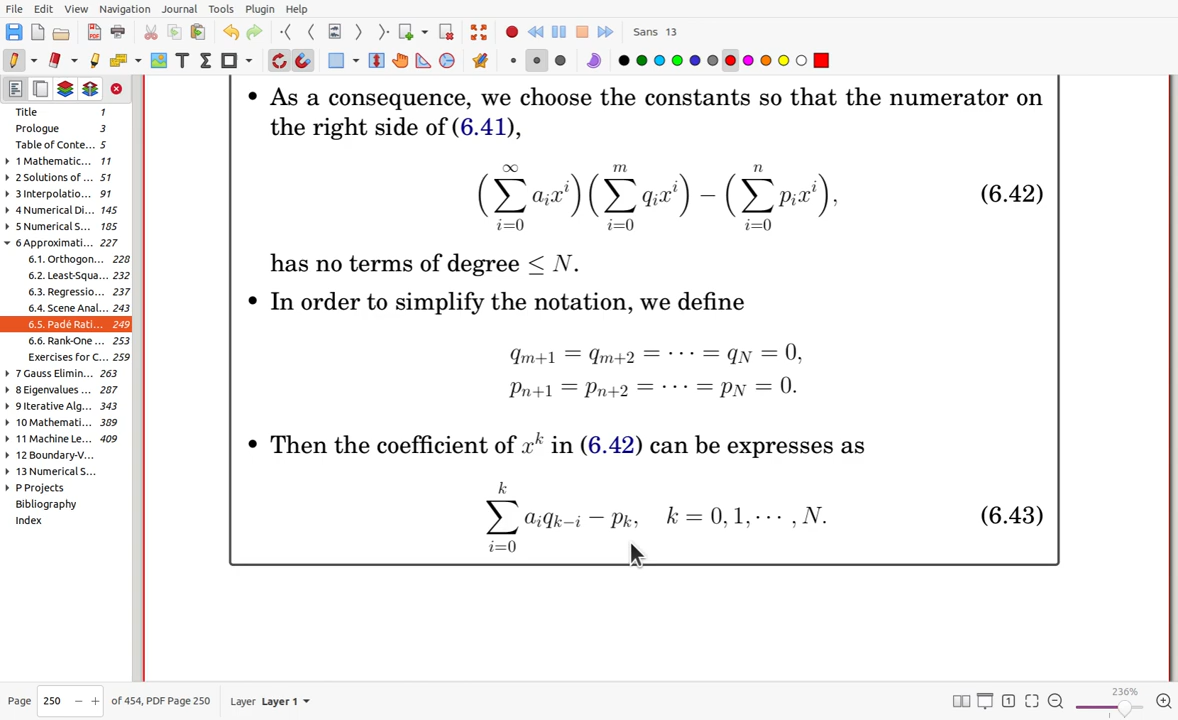 File Edit View Navigation Journal Tools Plugin Help
Sans 13
Title 1
Prologue 3
Table of Conte... 5
1 Mathematic... 11
2 Solutions of ... 51
3 Interpolatio... 91
4 Numerical Di... 145
5 Numerical S... 185
6 Approximati... 227
6.1. Orthogon... 228
6.2. Least-Squa... 232
6.3. Regressio... 237
6.4. Scene Anal... 243
6.5. Padé Rati... 249
6.6. Rank-One ... 253
Exercises for C... 259
7 Gauss Elimin... 263
8 Eigenvalues ... 287
9 Iterative Alg... 343
10 Mathemati... 389
11 Machine Le... 409
12 Boundary-V...
13 Numerical S...
P Projects
Bibliography
Index
• As a consequence, we choose the constants so that the numerator on
the right side of (6.41),
(∑_{i=0}^{∞} a_i x^i)(∑_{i=0}^{m} q_i x^i) − (∑_{i=0}^{n} p_i x^i), (6.42)
has no terms of degree ≤ N.
• In order to simplify the notation, we define
q_{m+1} = q_{m+2} = ··· = q_N = 0,
p_{n+1} = p_{n+2} = ··· = p_N = 0.
• Then the coefficient of x^k in (6.42) can be expresses as
∑_{i=0}^{k} a_i q_{k−i} − p_k, k = 0, 1, ··· , N. (6.43)
Page 250 − + of 454, PDF Page 250 Layer Layer 1 236%